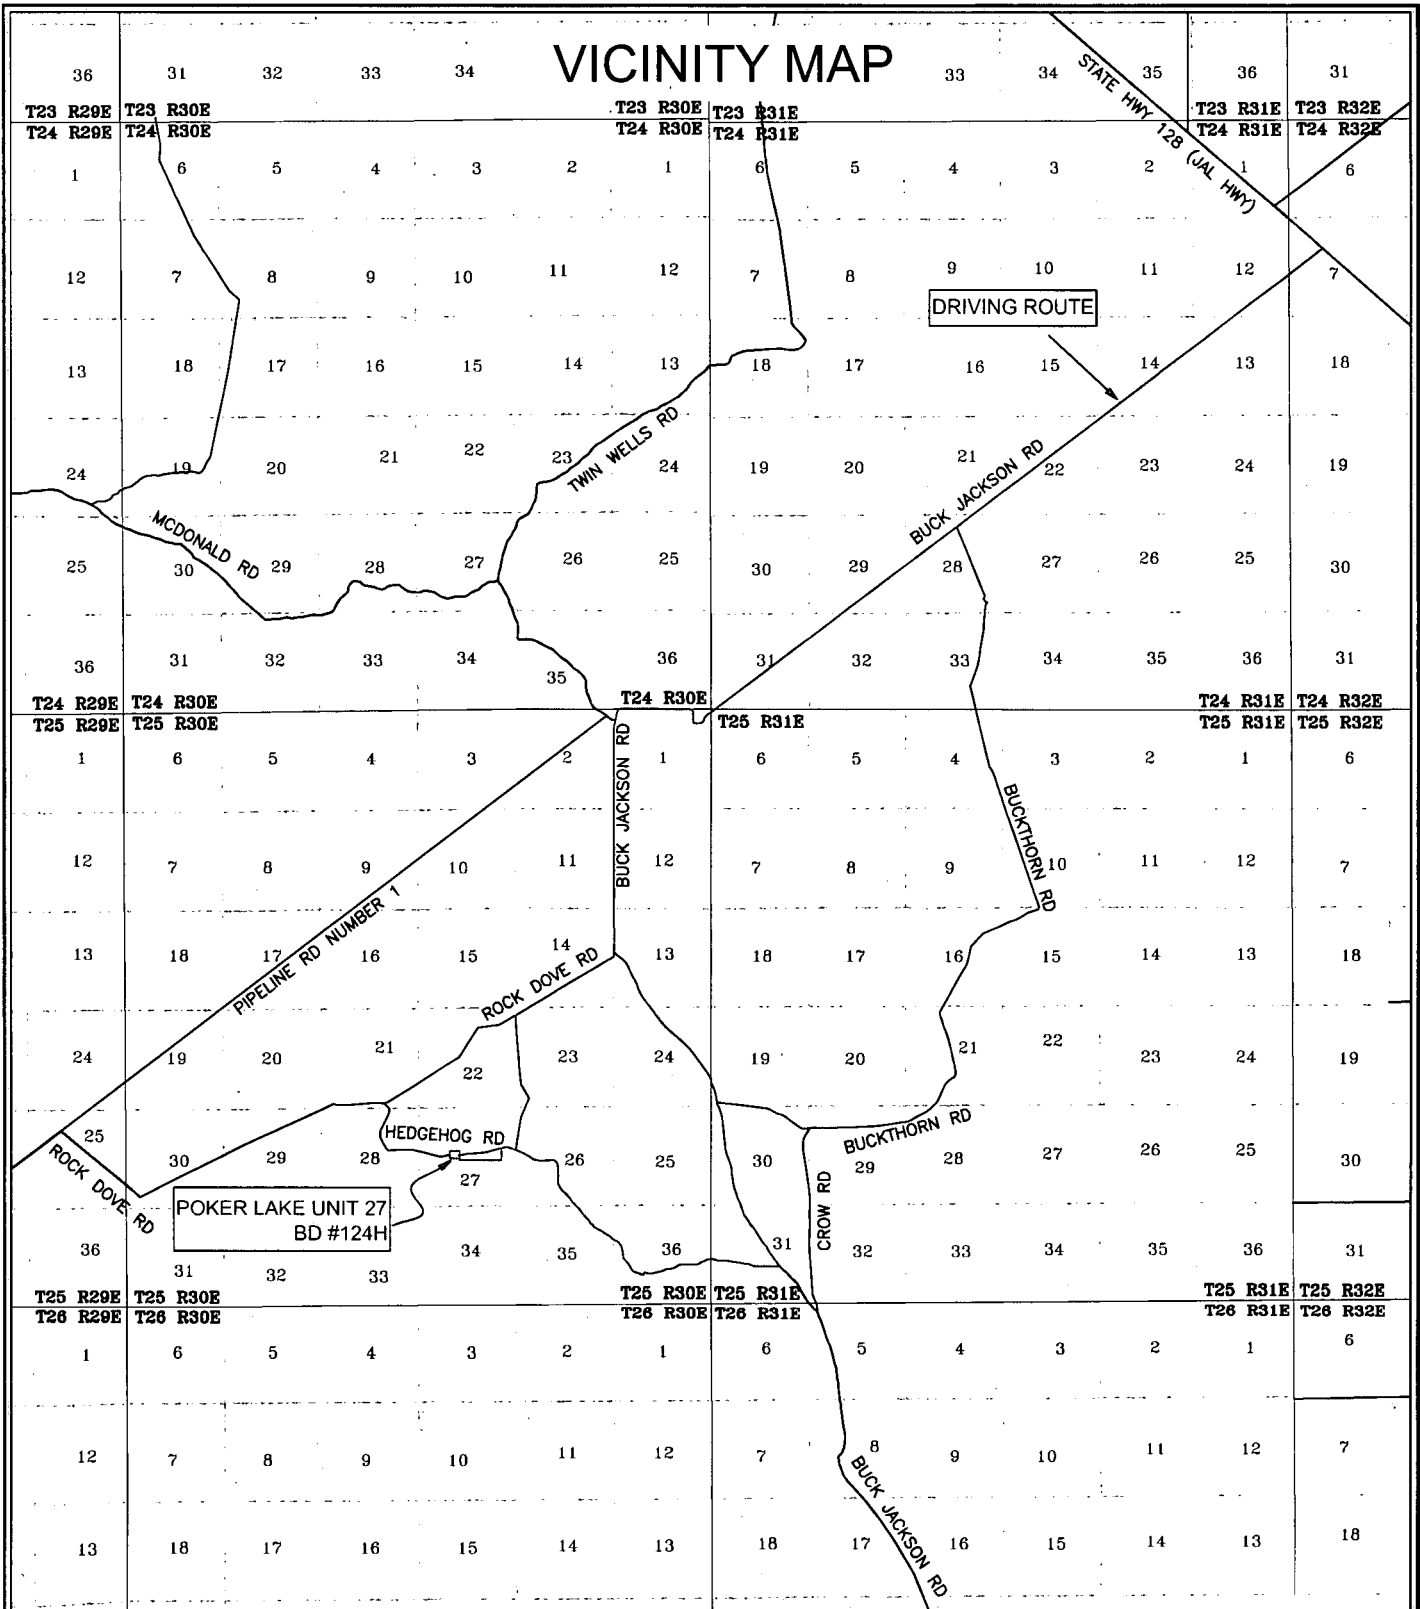 VICINITY MAP
36 31 32 33 34 33 34 35 36 31
STATE HWY 128 (JAL HWY)
T23 R29E T23 R30E T23 R30E T23 R31E T23 R31E T23 R32E
T24 R29E T24 R30E T24 R30E T24 R31E T24 R31E T24 R32E
1 6 5 4 3 2 1 6 5 4 3 2 1 6
12 7 8 9 10 11 12 7 8 9 10 11 12 7
DRIVING ROUTE
13 18 17 16 15 14 13 18 17 16 15 14 13 18
TWIN WELLS RD
24 19 20 21 22 23 24 19 20 21 22 23 24 19
BUCK JACKSON RD
MCDONALD RD
25 30 29 28 27 26 25 30 29 28 27 26 25 30
36 31 32 33 34 35 36 31 32 33 34 35 36 31
T24 R29E T24 R30E T24 R30E T24 R31E T24 R32E
T25 R29E T25 R30E T25 R31E T25 R31E T25 R32E
1 6 5 4 3 2 1 6 5 4 3 2 1 6
BUCK JACKSON RD
BUCKTHORN RD
12 7 8 9 10 11 12 7 8 9 10 11 12 7
PIPELINE RD NUMBER 1
13 18 17 16 15 14 13 18 17 16 15 14 13 18
ROCK DOVE RD
24 19 20 21 22 23 24 19 20 21 22 23 24 19
HEDGEHOG RD
BUCKTHORN RD
25 30 29 28 27 26 25 30 29 28 27 26 25 30
ROCK DOVE RD
POKER LAKE UNIT 27
BD #124H
CROW RD
36 31 32 33 34 35 36 31 32 33 34 35 36 31
T25 R29E T25 R30E T25 R30E T25 R31E T25 R31E T25 R32E
T26 R29E T26 R30E T26 R30E T26 R31E T26 R31E T26 R32E
1 6 5 4 3 2 1 6 5 4 3 2 1 6
12 7 8 9 10 11 12 7 8 9 10 11 12 7
BUCK JACKSON RD
13 18 17 16 15 14 13 18 17 16 15 14 13 18